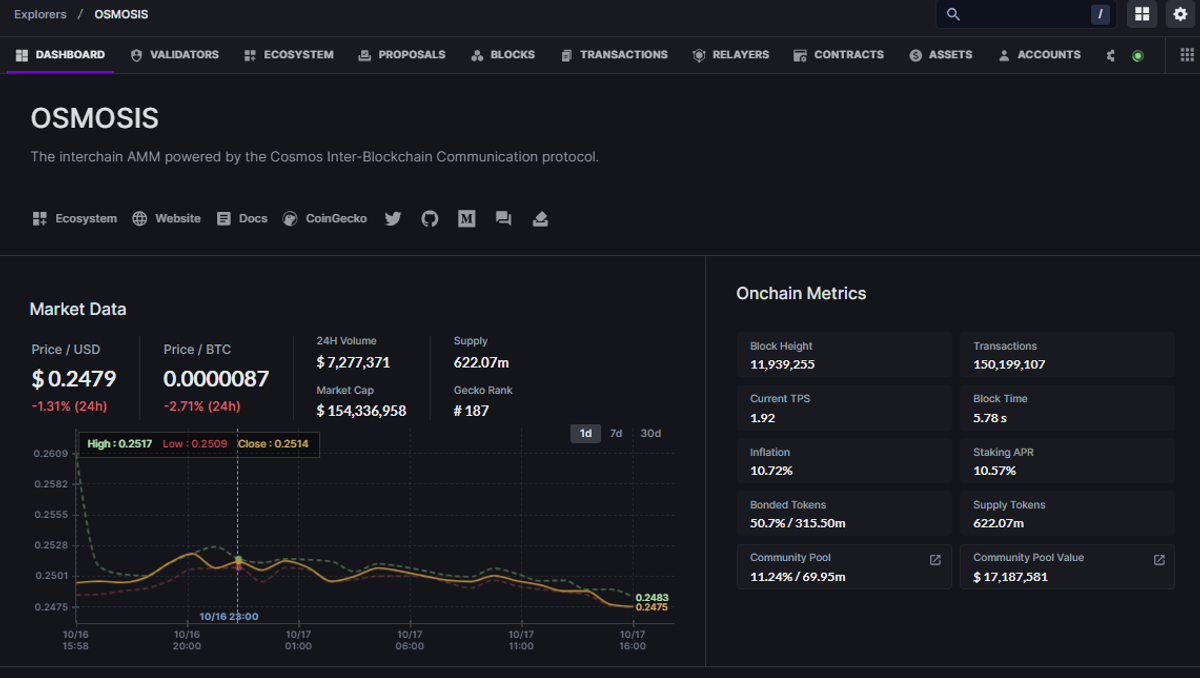 Explorers / OSMOSIS
/
DASHBOARD VALIDATORS ECOSYSTEM PROPOSALS BLOCKS TRANSACTIONS RELAYERS CONTRACTS ASSETS ACCOUNTS
OSMOSIS
The interchain AMM powered by the Cosmos Inter-Blockchain Communication protocol.
Ecosystem Website Docs CoinGecko
Market Data
Price / USD
$ 0.2479
-1.31% (24h)
Price / BTC
0.0000087
-2.71% (24h)
24H Volume
$ 7,277,371
Market Cap
$ 154,336,958
Supply
622.07m
Gecko Rank
# 187
1d 7d 30d
High : 0.2517 Low : 0.2509 Close : 0.2514
0.2609
0.2582
0.2555
0.2528
0.2501
0.2475
0.2483
0.2475
10/16 23:00
10/16 15:58
10/16 20:00
10/17 01:00
10/17 06:00
10/17 11:00
10/17 16:00
Onchain Metrics
Block Height
11,939,255
Transactions
150,199,107
Current TPS
1.92
Block Time
5.78 s
Inflation
10.72%
Staking APR
10.57%
Bonded Tokens
50.7% / 315.50m
Supply Tokens
622.07m
Community Pool
11.24% / 69.95m
Community Pool Value
$ 17,187,581